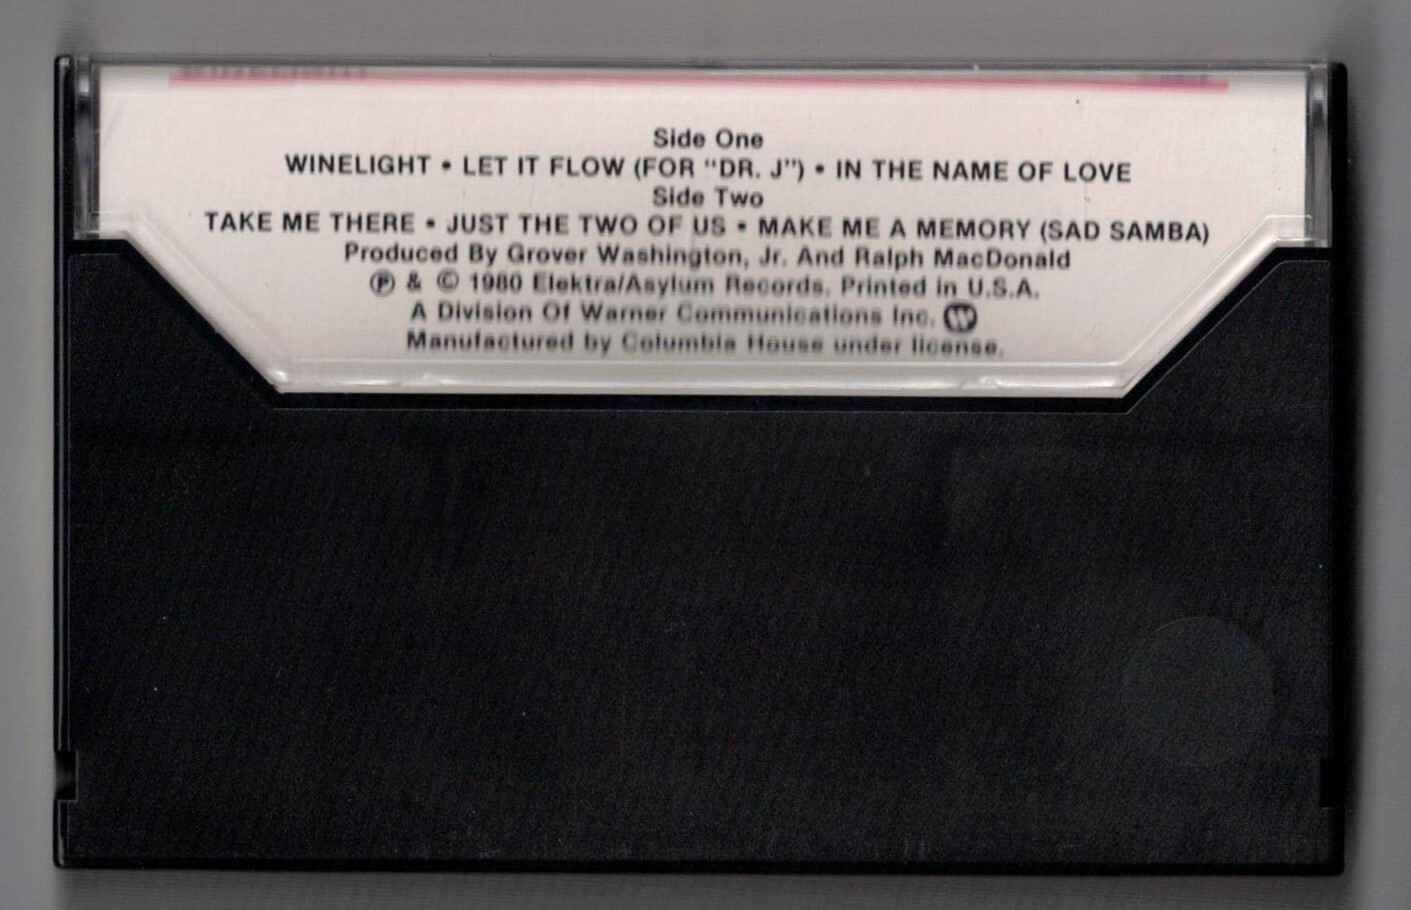 Side One
WINELIGHT • LET IT FLOW (FOR "DR. J") • IN THE NAME OF LOVE
Side Two
TAKE ME THERE • JUST THE TWO OF US • MAKE ME A MEMORY (SAD SAMBA)
Produced By Grover Washington, Jr. And Ralph MacDonald
Ⓟ & © 1980 Elektra/Asylum Records. Printed in U.S.A.
A Division Of Warner Communications Inc.
Manufactured by Columbia House under license.